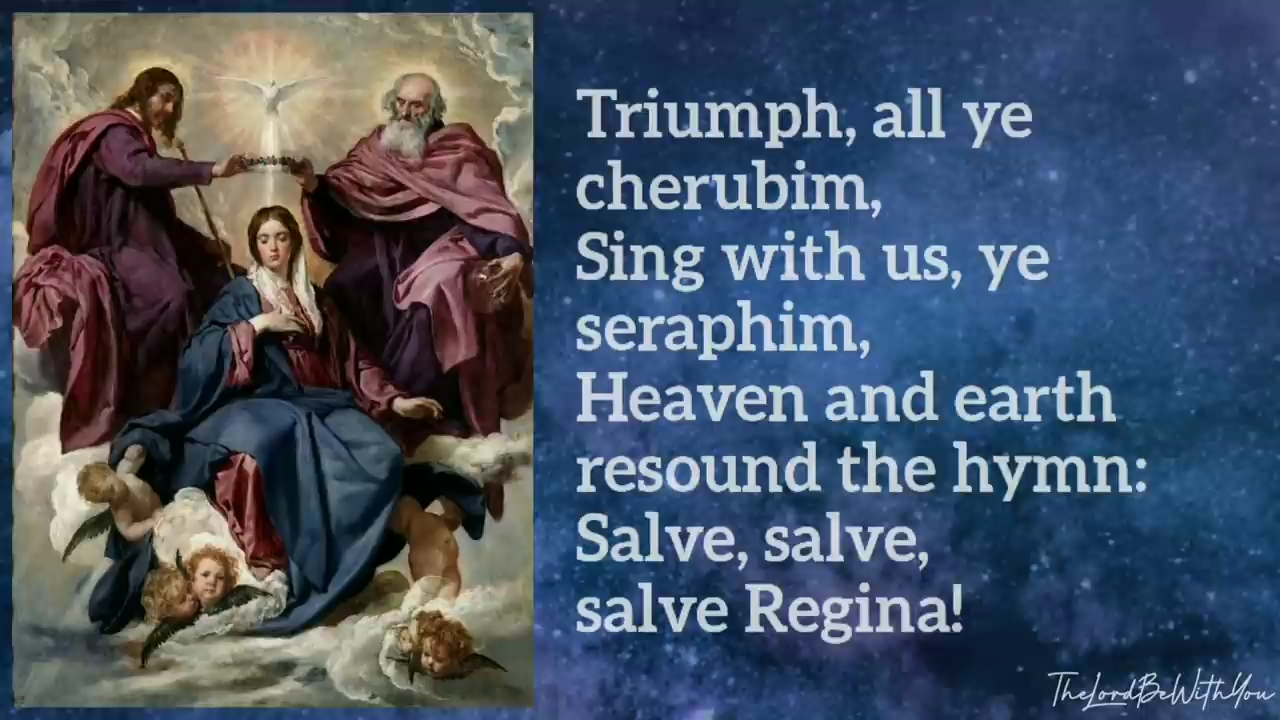 Triumph, all ye
cherubim,
Sing with us, ye
seraphim,
Heaven and earth
resound the hymn:
Salve, salve,
salve Regina!
TheLordBeWithYou